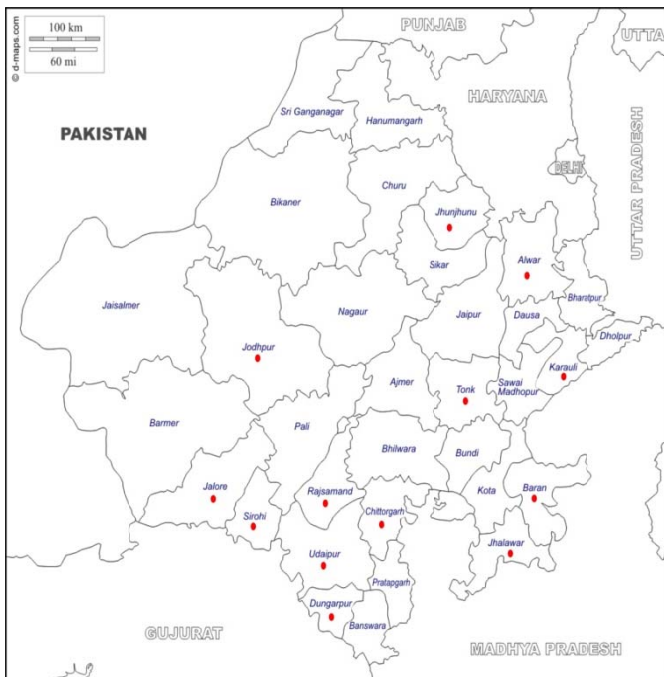 100 km
60 mi
© d-maps.com
PUNJAB
UTTA
HARYANA
DELHI
UTTAR PRADESH
PAKISTAN
Sri Ganganagar
Hanumangarh
Bikaner
Churu
Jhunjhunu
Sikar
Alwar
Jaisalmer
Nagaur
Jaipur
Dausa
Bharatpur
Dholpur
Jodhpur
Karauli
Ajmer
Tonk
Sawai
Madhopur
Barmer
Pali
Bhilwara
Bundi
Jalore
Rajsamand
Kota
Baran
Sirohi
Chittorgarh
Jhalawar
Udaipur
Pratapgarh
Dungarpur
Banswara
GUJURAT
MADHYA PRADESH